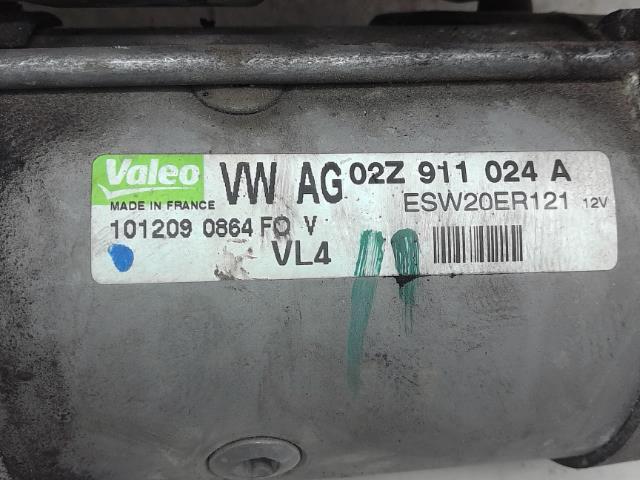 Valeo VW AG 02Z 911 024 A
MADE IN FRANCE ESW20ER121 12V
101209 0864 FO V
VL4